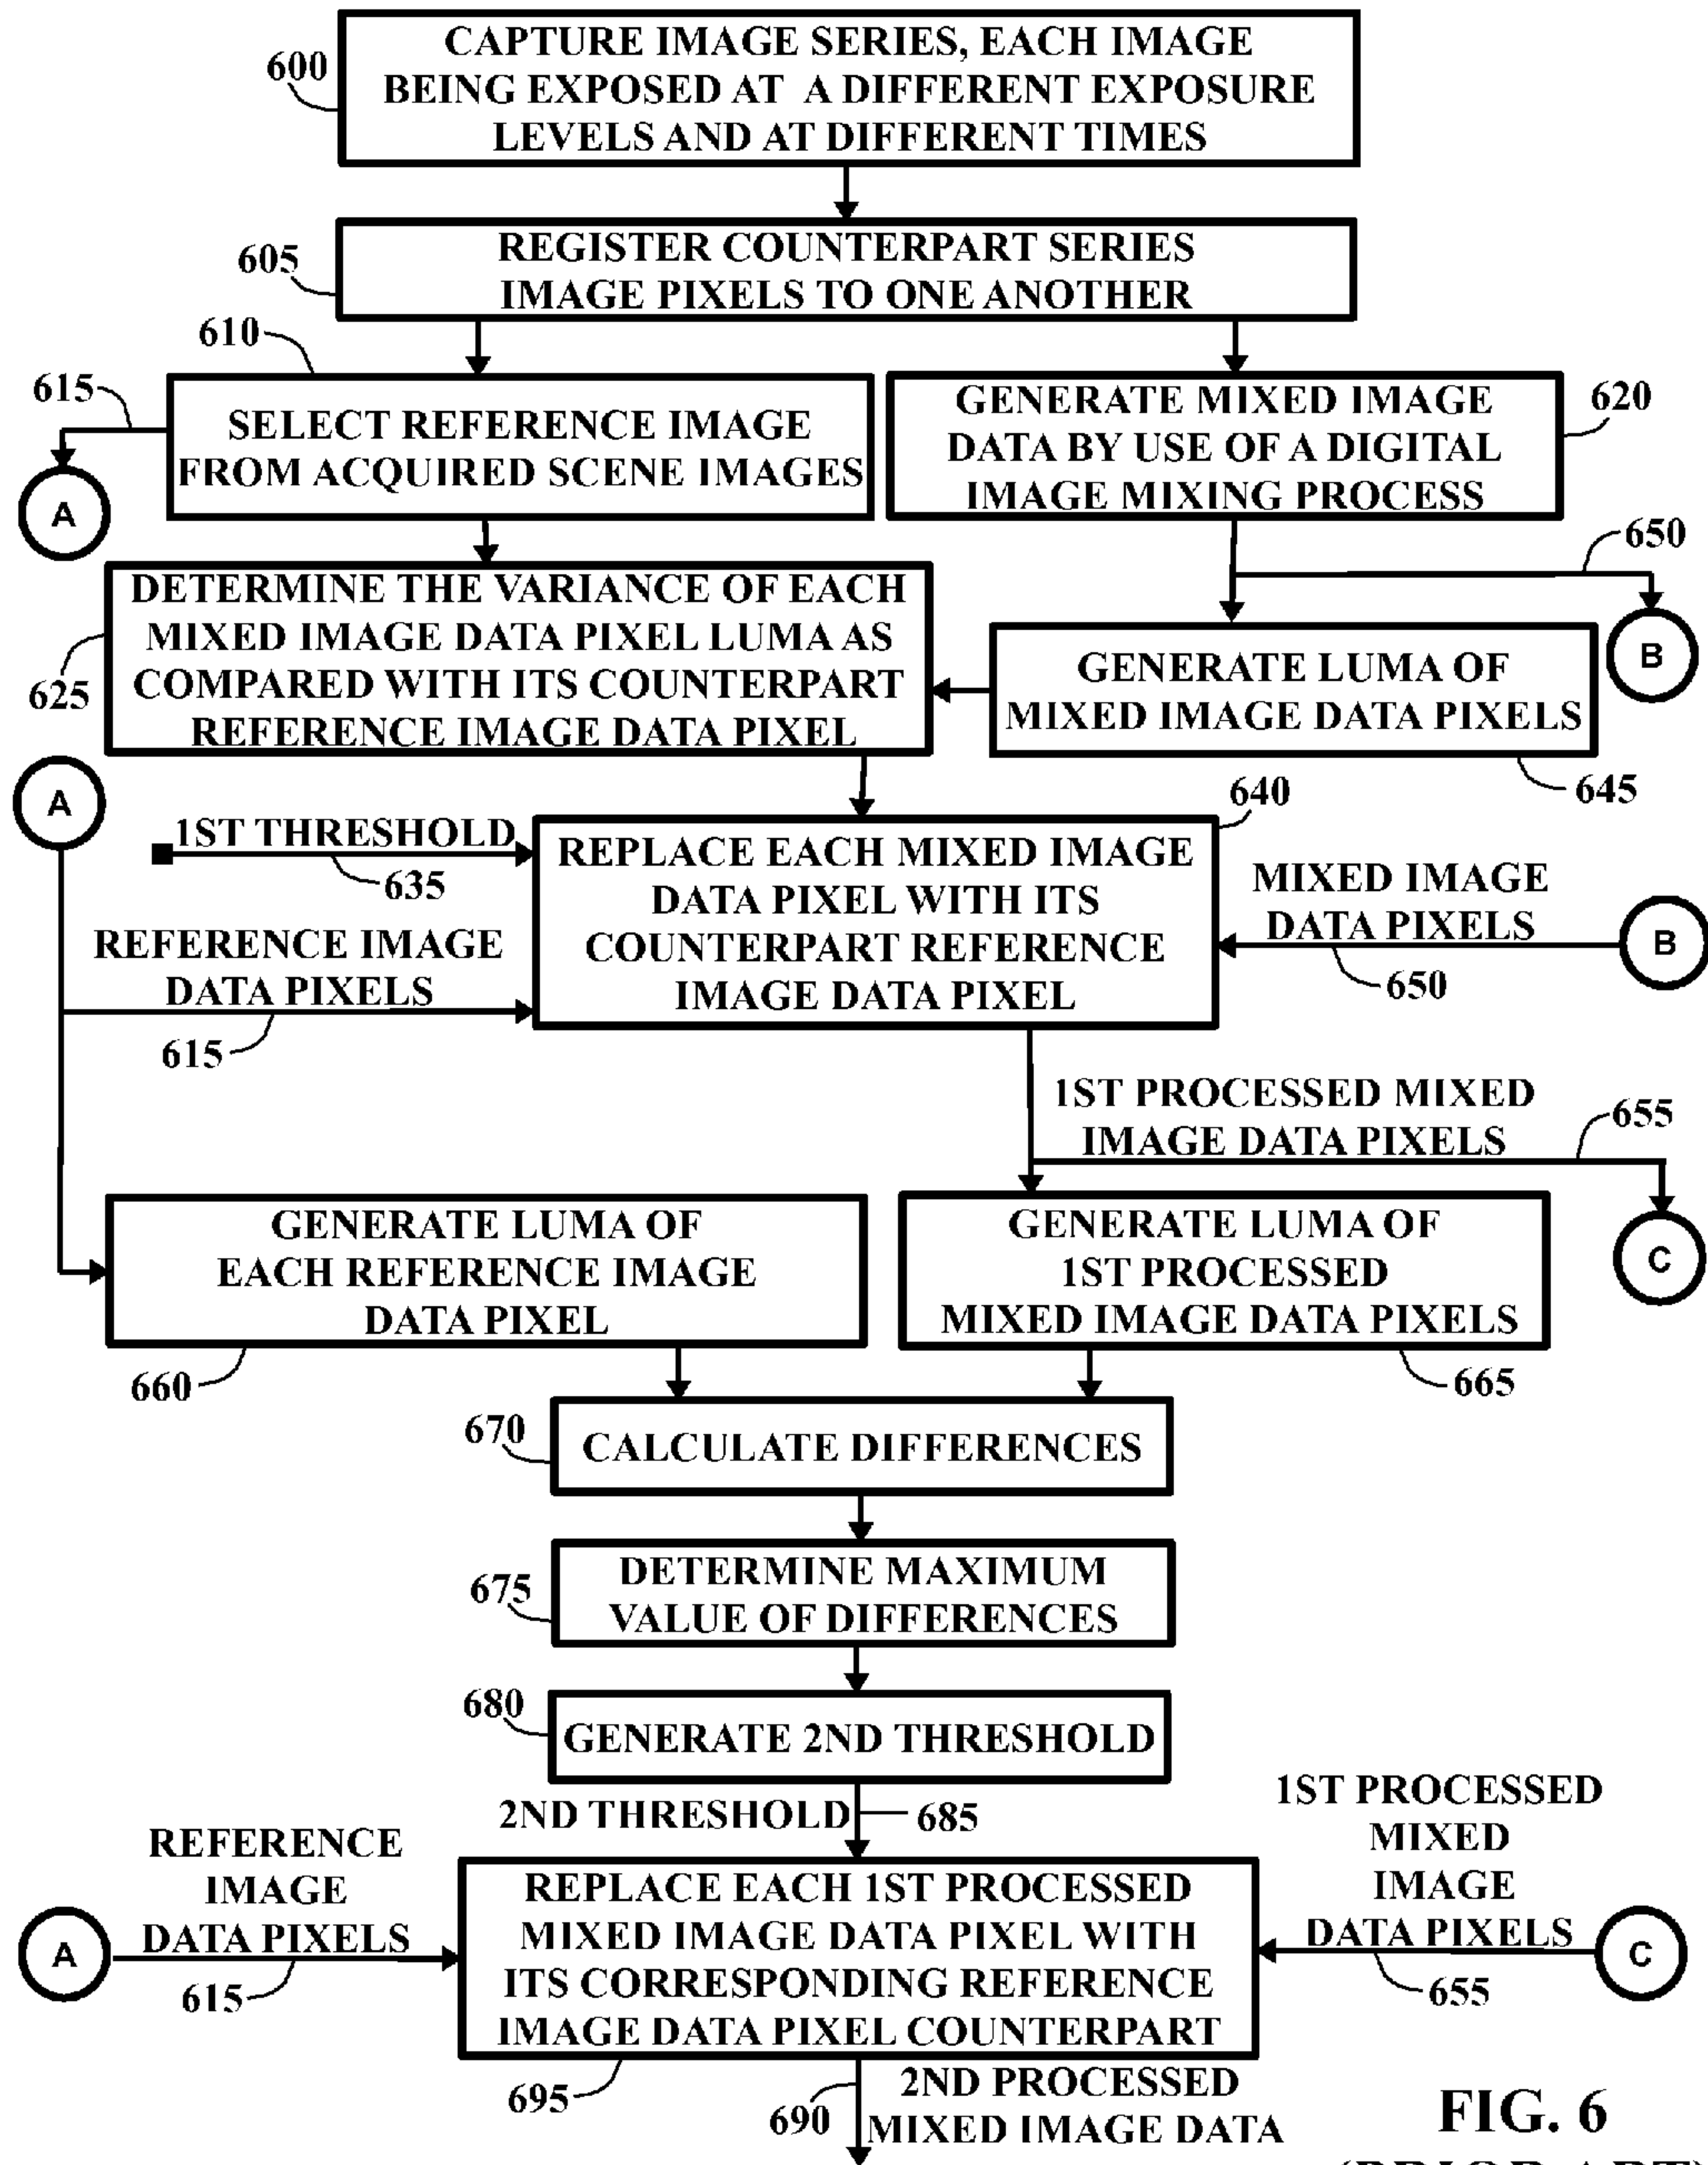 CAPTURE IMAGE SERIES, EACH IMAGE
BEING EXPOSED AT A DIFFERENT EXPOSURE
LEVELS AND AT DIFFERENT TIMES
600
REGISTER COUNTERPART SERIES
IMAGE PIXELS TO ONE ANOTHER
605
610
615
SELECT REFERENCE IMAGE
FROM ACQUIRED SCENE IMAGES
A
GENERATE MIXED IMAGE
DATA BY USE OF A DIGITAL
IMAGE MIXING PROCESS
620
650
B
DETERMINE THE VARIANCE OF EACH
MIXED IMAGE DATA PIXEL LUMA AS
COMPARED WITH ITS COUNTERPART
REFERENCE IMAGE DATA PIXEL
625
GENERATE LUMA OF
MIXED IMAGE DATA PIXELS
645
A
1ST THRESHOLD
635
640
REPLACE EACH MIXED IMAGE
DATA PIXEL WITH ITS
COUNTERPART REFERENCE
IMAGE DATA PIXEL
MIXED IMAGE
DATA PIXELS
650
B
REFERENCE IMAGE
DATA PIXELS
615
1ST PROCESSED MIXED
IMAGE DATA PIXELS
655
C
GENERATE LUMA OF
EACH REFERENCE IMAGE
DATA PIXEL
660
GENERATE LUMA OF
1ST PROCESSED
MIXED IMAGE DATA PIXELS
665
670
CALCULATE DIFFERENCES
675
DETERMINE MAXIMUM
VALUE OF DIFFERENCES
680
GENERATE 2ND THRESHOLD
2ND THRESHOLD
685
REFERENCE
IMAGE
DATA PIXELS
A
615
REPLACE EACH 1ST PROCESSED
MIXED IMAGE DATA PIXEL WITH
ITS CORRESPONDING REFERENCE
IMAGE DATA PIXEL COUNTERPART
1ST PROCESSED
MIXED
IMAGE
DATA PIXELS
C
655
695
690
2ND PROCESSED
MIXED IMAGE DATA
FIG. 6
(PRIOR ART)